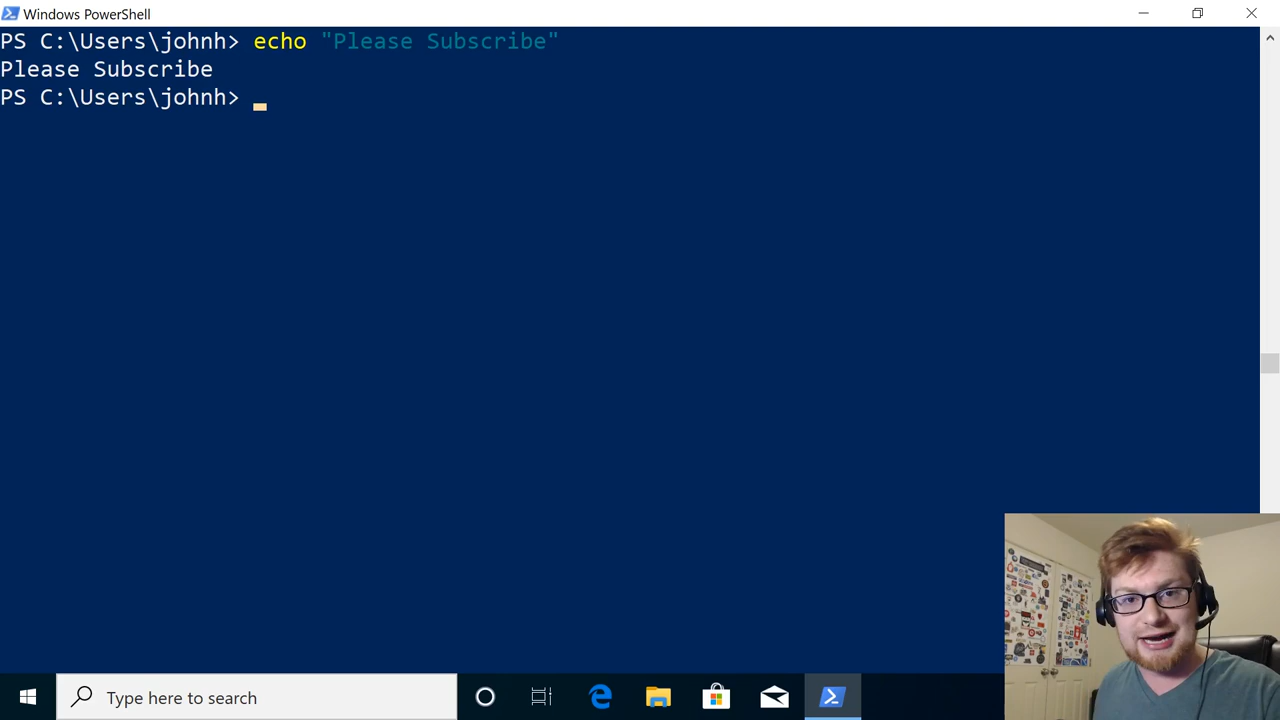 Windows PowerShell
PS C:\Users\johnh> echo "Please Subscribe"
Please Subscribe
PS C:\Users\johnh>
Type here to search